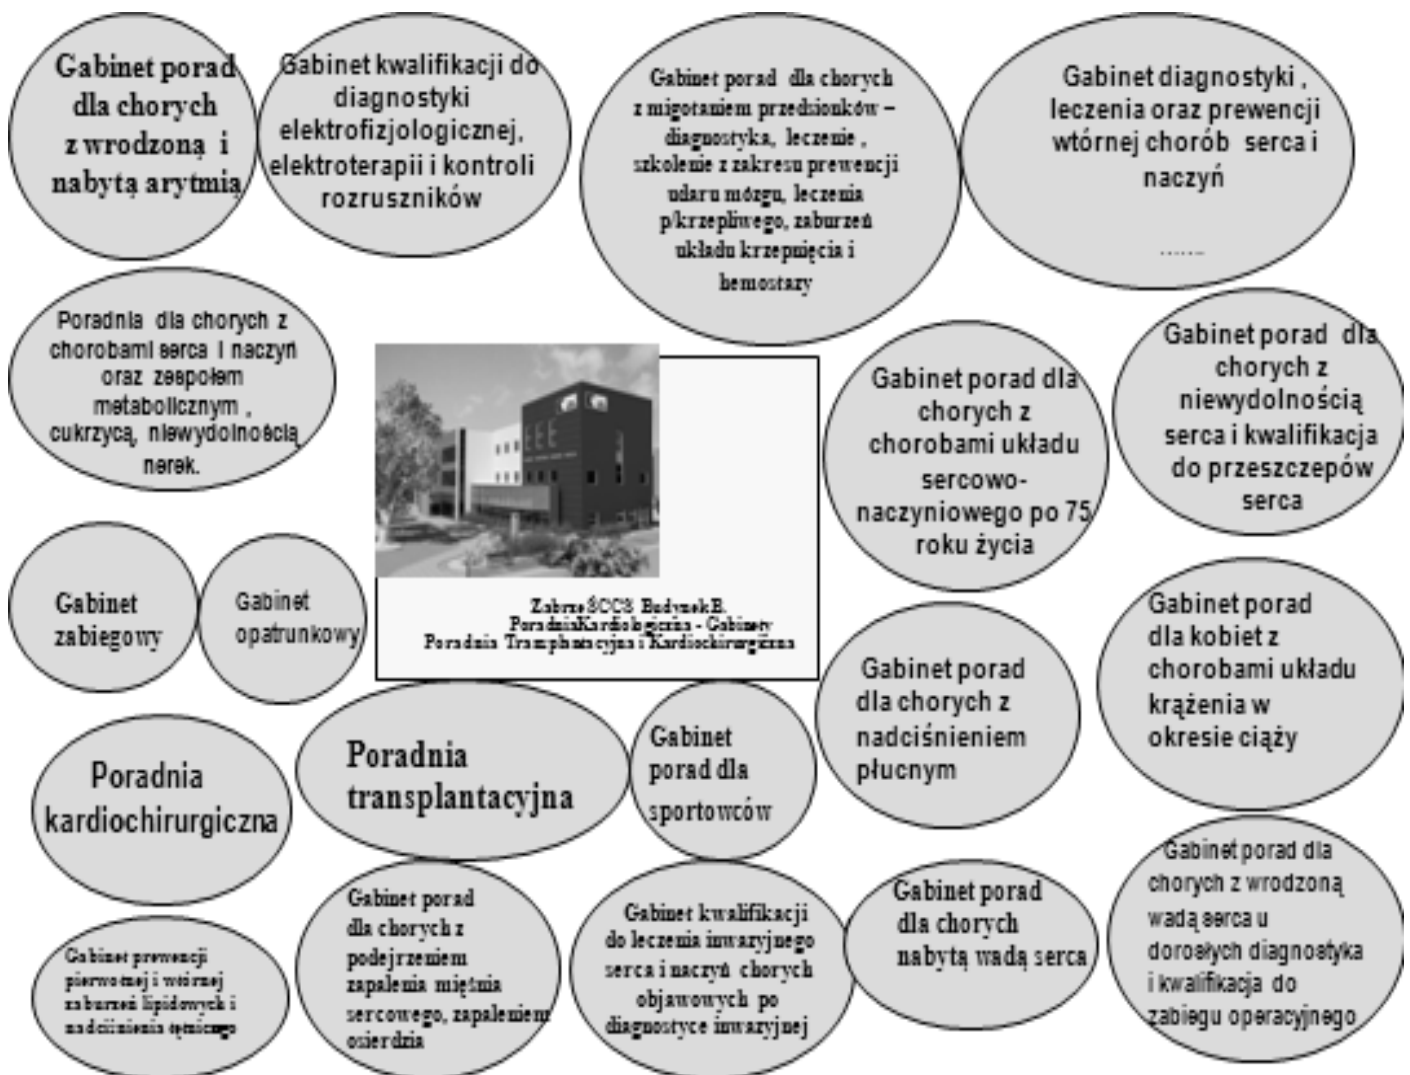 Gabinet porad
dla chorych
z wrodzoną i
nabytą arytmią
Gabinet kwalifikacji do
diagnostyki
elektrofizjologicznej,
elektroterapii i kontroli
rozruszników
Gabinet porad dla chorych
z migotaniem przedsionków –
diagnostyka, leczenie ,
szkolenie z zakresu prewencji
udaru mózgu, leczenia
p/krzepliwego, zaburzeń
układu krzepnięcia i
hemostazy
Gabinet diagnostyki ,
leczenia oraz prewencji
wtórnej chorób serca i
naczyń
......
Poradnia dla chorych z
chorobami serca i naczyń
oraz zespołem
metabolicznym ,
cukrzycą, niewydolnością
nerek.
Gabinet porad dla
chorych z
chorobami układu
sercowo-
naczyniowego po 75
roku życia
Gabinet porad dla
chorych z
niewydolnością
serca i kwalifikacja
do przeszczepów
serca
Gabinet
zabiegowy
Gabinet
opatrunkowy
Zabrze ŚCCS Budynek B.
Poradnia Kardiologiczna - Gabinety
Poradnia Transplantacyjna i Kardiochirurgiczna
Gabinet porad
dla chorych z
nadciśnieniem
płucnym
Gabinet porad
dla kobiet z
chorobami układu
krążenia w
okresie ciąży
Poradnia
kardiochirurgiczna
Poradnia
transplantacyjna
Gabinet
porad dla
sportowców
Gabinet prewencji
pierwotnej i wtórnej
zaburzeń lipidowych i
nadciśnienia tętniczego
Gabinet porad
dla chorych z
podejrzeniem
zapalenia mięśnia
sercowego, zapaleniem
osierdzia
Gabinet kwalifikacji
do leczenia inwazyjnego
serca i naczyń chorych
objawowych po
diagnostyce inwazyjnej
Gabinet porad
dla chorych
nabytą wadą serca
Gabinet porad dla
chorych z wrodzoną
wadą serca u
dorosłych diagnostyka
i kwalifikacja do
zabiegu operacyjnego